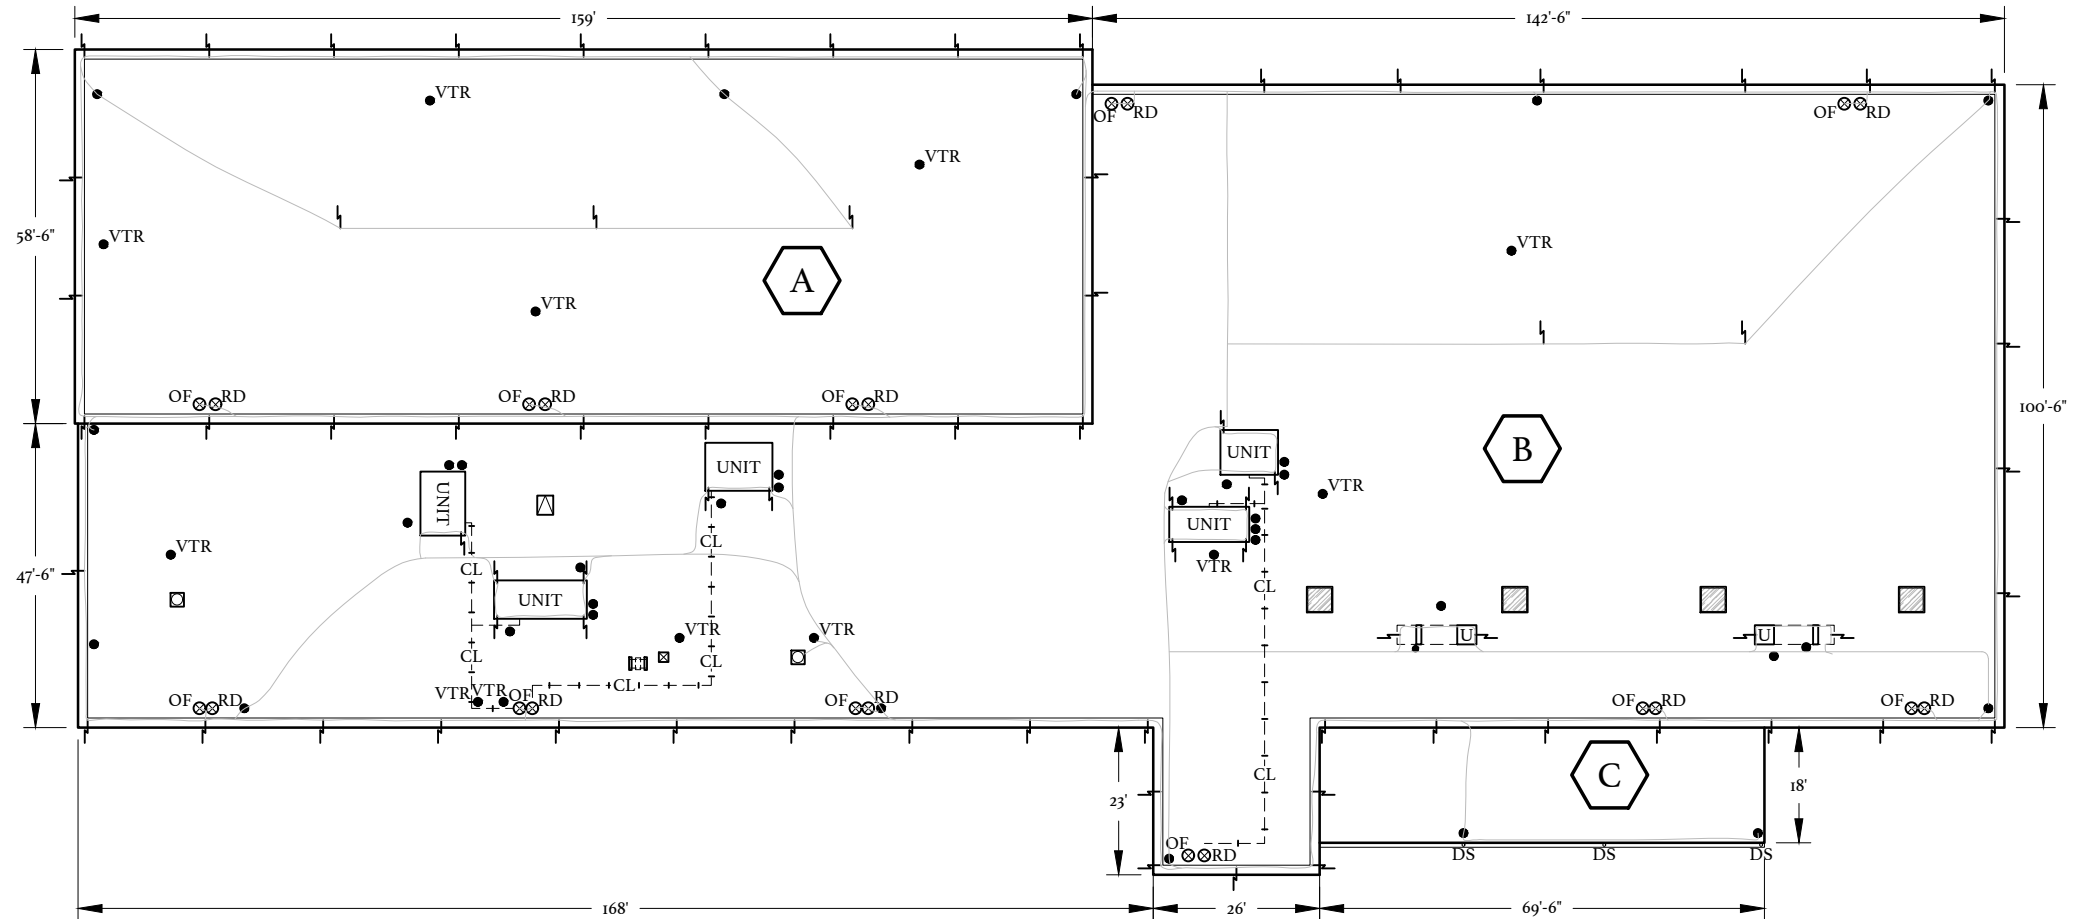 159'
142'-6"
VTR
OF
RD
OF
RD
VTR
58'-6"
VTR
VTR
VTR
A
OF
RD
OF
RD
OF
RD
100'-6"
UNIT
UNIT
UNIT
B
VTR
UNIT
CL
VTR
47'-6"
CL
VTR
CL
UNIT
VTR
VTR
U
U
CL
CL
OF
RD
VTR
VTR
OF
RD
CL
OF
RD
OF
RD
OF
RD
CL
C
23'
18'
OF
RD
DS
DS
DS
168'
26'
69'-6"